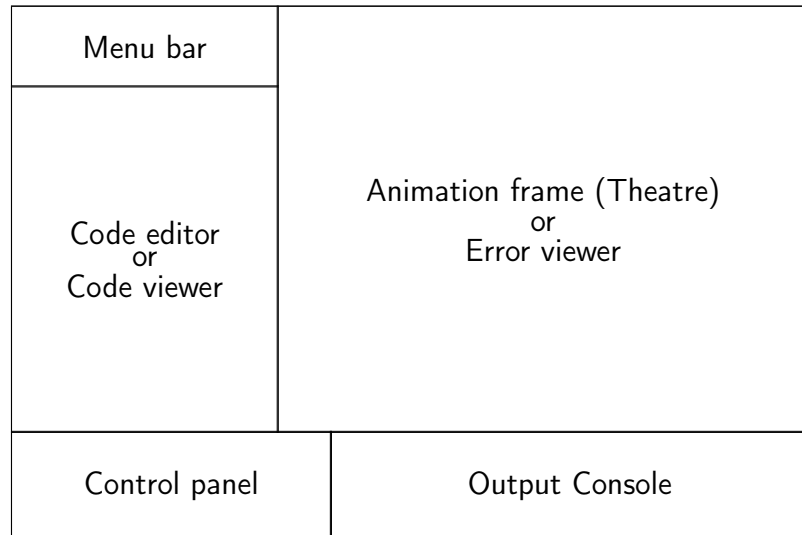 Menu bar
Code editor
or
Code viewer
Animation frame (Theatre)
or
Error viewer
Control panel
Output Console